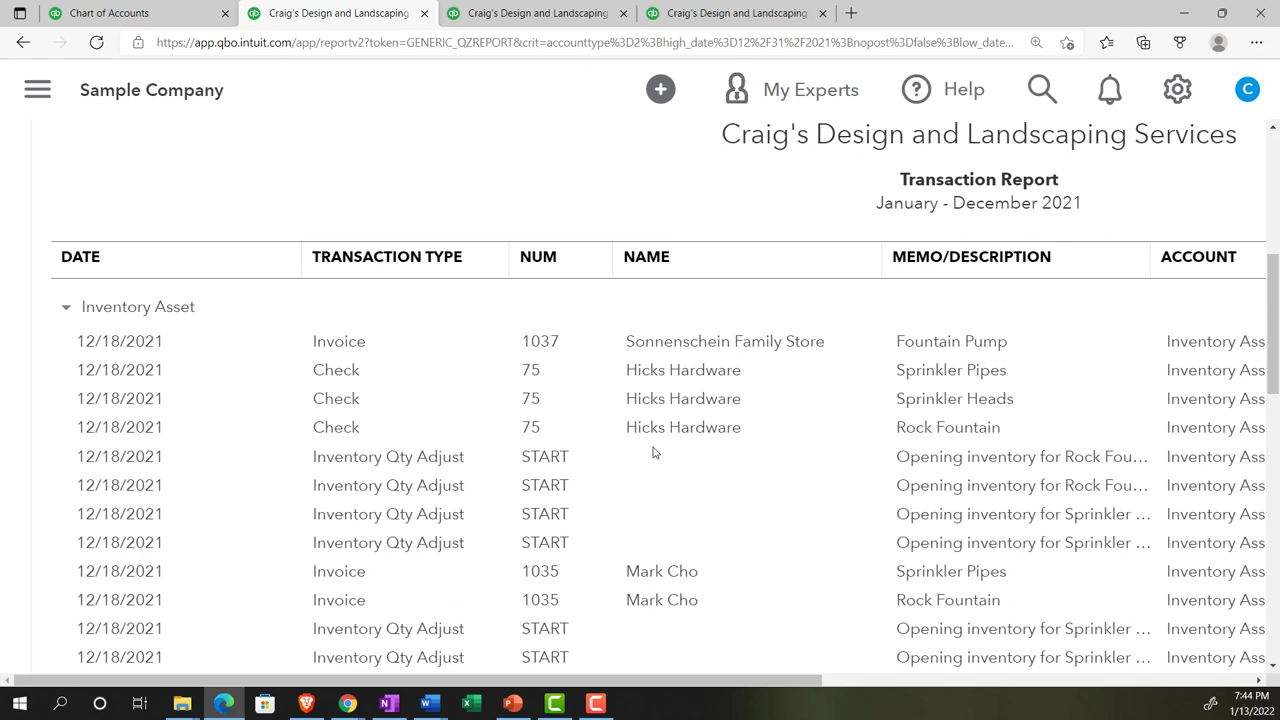 Chart of Accounts
Craig's Design and Landscaping
Craig's Design and Landscaping
Craig's Design and Landscaping
https://app.qbo.intuit.com/app/reportv2?token=GENERIC_QZREPORT&crit=accounttype%3D2%3Bhigh_date%3D12%2F31%2F2021%3Bnopost%3Dfalse%3Blow_date...
Sample Company
My Experts
Help
C
Craig's Design and Landscaping Services
Transaction Report
January - December 2021
DATE TRANSACTION TYPE NUM NAME MEMO/DESCRIPTION ACCOUNT
Inventory Asset
12/18/2021 Invoice 1037 Sonnenschein Family Store Fountain Pump Inventory Ass
12/18/2021 Check 75 Hicks Hardware Sprinkler Pipes Inventory Ass
12/18/2021 Check 75 Hicks Hardware Sprinkler Heads Inventory Ass
12/18/2021 Check 75 Hicks Hardware Rock Fountain Inventory Ass
12/18/2021 Inventory Qty Adjust START Opening inventory for Rock Fou... Inventory Ass
12/18/2021 Inventory Qty Adjust START Opening inventory for Rock Fou... Inventory Ass
12/18/2021 Inventory Qty Adjust START Opening inventory for Sprinkler ... Inventory Ass
12/18/2021 Inventory Qty Adjust START Opening inventory for Sprinkler ... Inventory Ass
12/18/2021 Invoice 1035 Mark Cho Sprinkler Pipes Inventory Ass
12/18/2021 Invoice 1035 Mark Cho Rock Fountain Inventory Ass
12/18/2021 Inventory Qty Adjust START Opening inventory for Sprinkler ... Inventory Ass
12/18/2021 Inventory Qty Adjust START Opening inventory for Sprinkler ... Inventory Ass
7:44 PM
1/13/2022